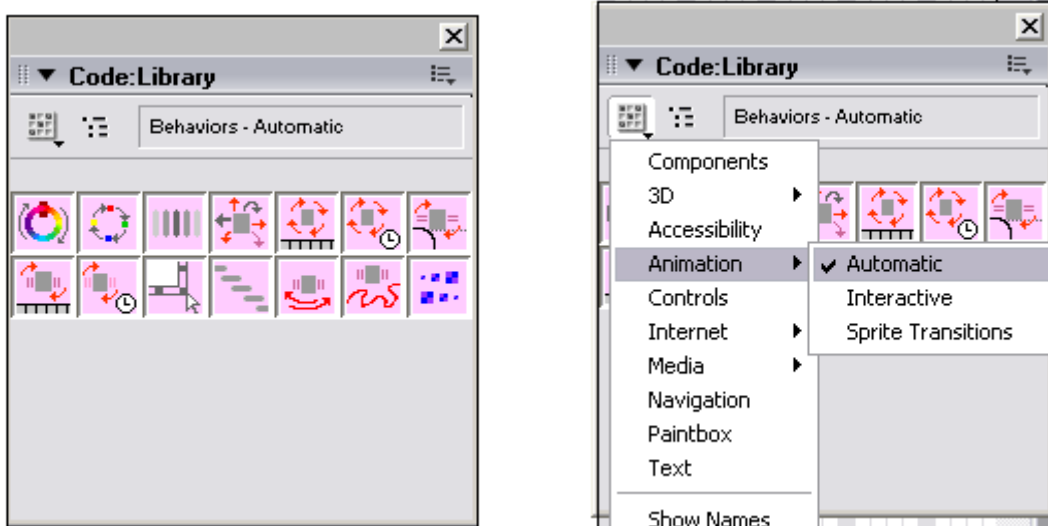 Code:Library
Behaviors - Automatic
Code:Library
Behaviors - Automatic
Components
3D
Accessibility
Animation
Automatic
Controls
Interactive
Internet
Sprite Transitions
Media
Navigation
Paintbox
Text
Show Names